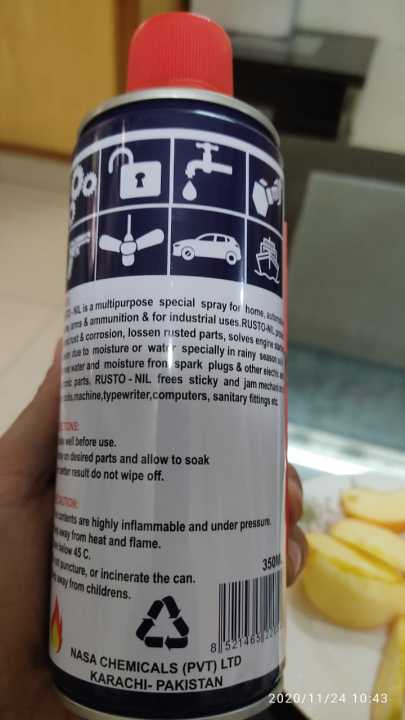 -NIL is a multipurpose special spray for home,
arms & ammunition & for industrial uses.RUSTO-NIL
& corrosion, lossen rusted parts, solves engine
due to moisture or water specially in rainy season
water and moisture from spark plugs & other electric
parts. RUSTO - NIL frees sticky and jam
,machine,typewriter,computers, sanitary fittings etc.
well before use.
on desired parts and allow to soak
result do not wipe off.
contents are highly inflammable and under pressure.
away from heat and flame.
below 45 C.
puncture, or incinerate the can.
away from childrens.
350ML
8 521465
NASA CHEMICALS (PVT) LTD
KARACHI- PAKISTAN
2020/11/24 10:43